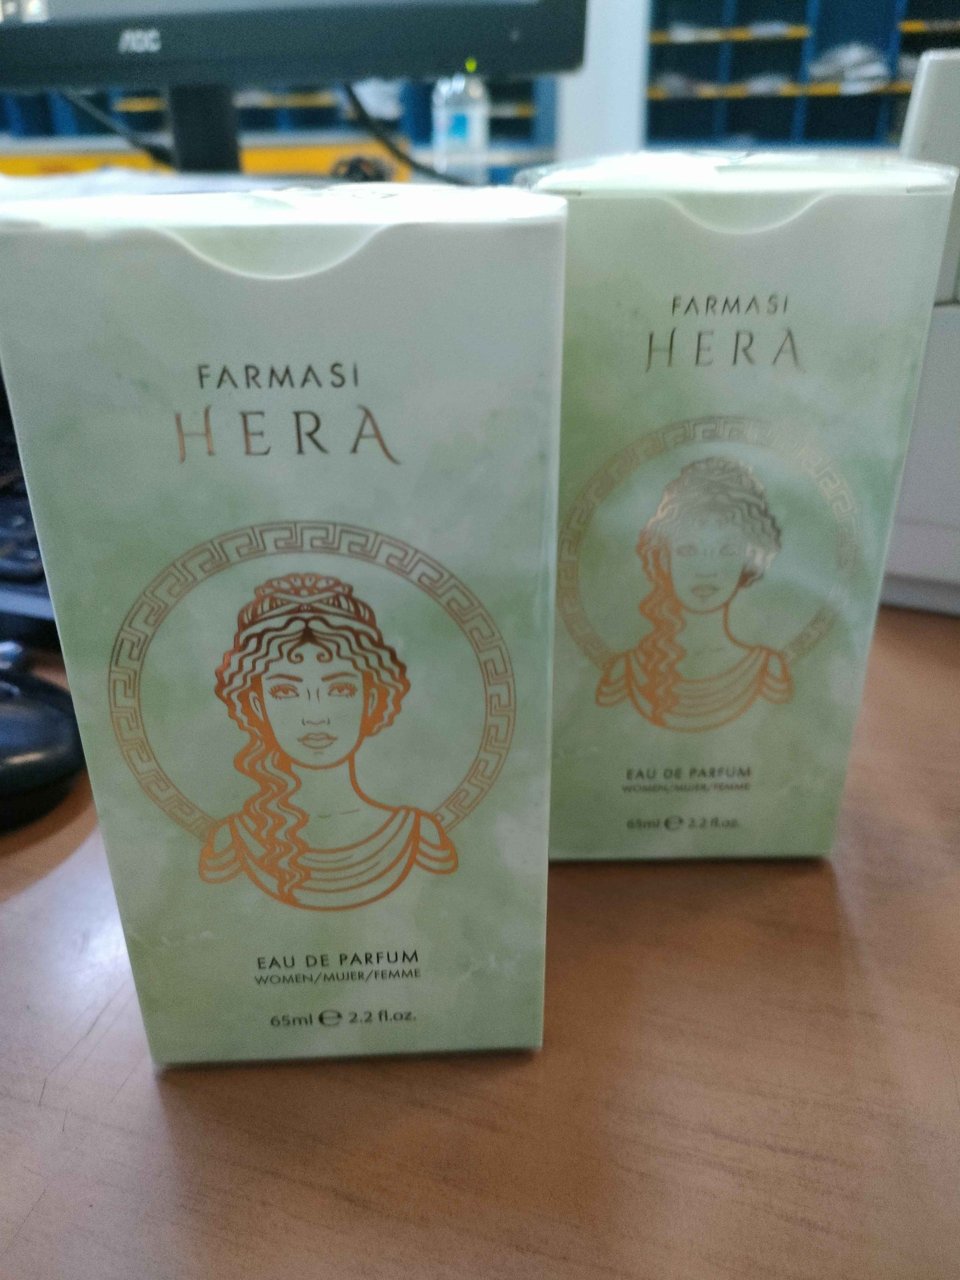 AOC
FARMASI
HERA
EAU DE PARFUM
WOMEN/MUJER/FEMME
65ml ℮ 2.2 fl.oz.
FARMASI
HERA
EAU DE PARFUM
WOMEN/MUJER/FEMME
65ml ℮ 2.2 fl.oz.